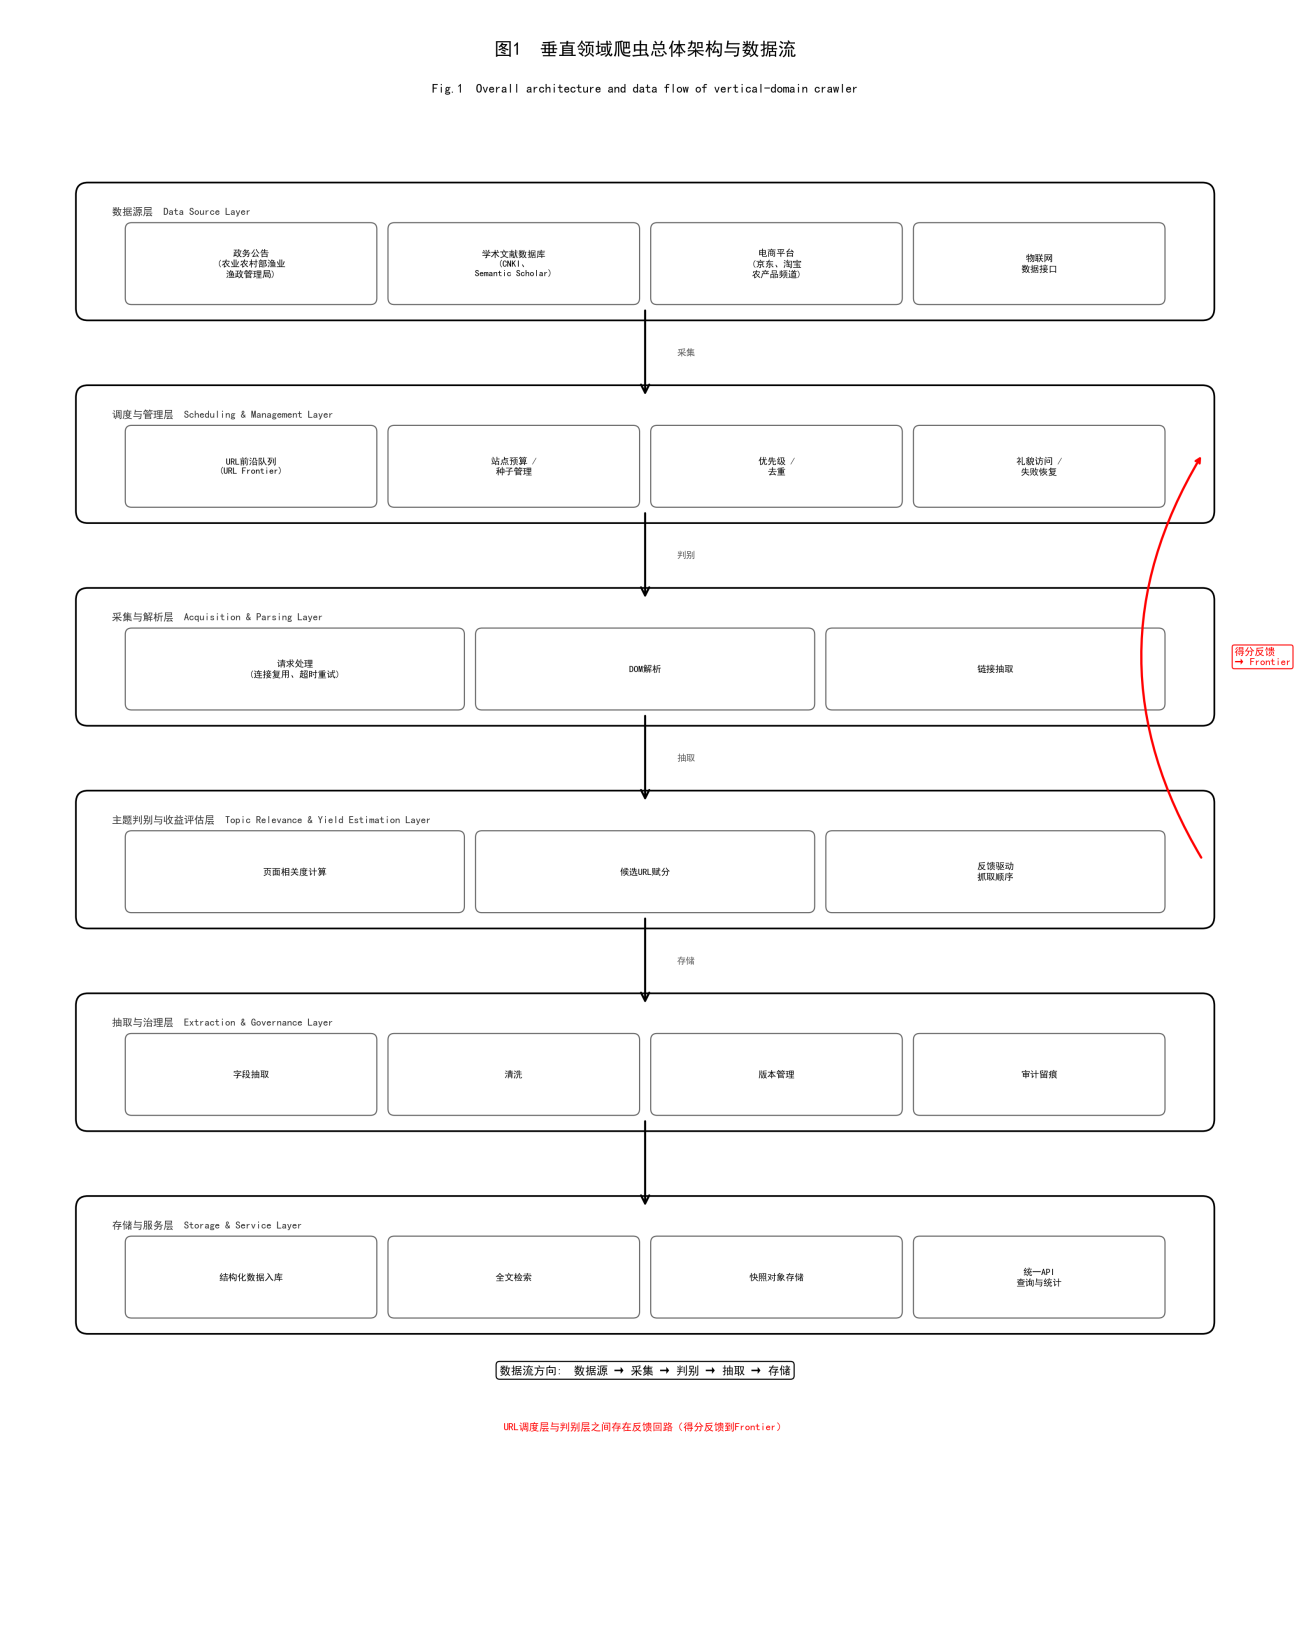 图1  垂直领域爬虫总体架构与数据流
Fig.1  Overall architecture and data flow of vertical-domain crawler
数据源层  Data Source Layer
政务公告
(农业农村部渔业
渔政管理局)
学术文献数据库
(CNKI、
Semantic Scholar)
电商平台
(京东、淘宝
农产品频道)
物联网
数据接口
采集
调度与管理层  Scheduling & Management Layer
URL前沿队列
(URL Frontier)
站点预算 /
种子管理
优先级 /
去重
礼貌访问 /
失败恢复
判别
采集与解析层  Acquisition & Parsing Layer
请求处理
(连接复用、超时重试)
DOM解析
链接抽取
得分反馈
→ Frontier
抽取
主题判别与收益评估层  Topic Relevance & Yield Estimation Layer
页面相关度计算
候选URL赋分
反馈驱动
抓取顺序
存储
抽取与治理层  Extraction & Governance Layer
字段抽取
清洗
版本管理
审计留痕
存储与服务层  Storage & Service Layer
结构化数据入库
全文检索
快照对象存储
统一API
查询与统计
数据流方向:  数据源 → 采集 → 判别 → 抽取 → 存储
URL调度层与判别层之间存在反馈回路（得分反馈到Frontier）